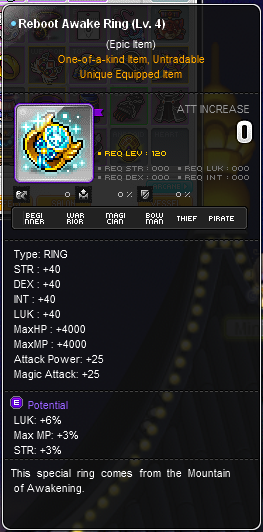 Reboot Awake Ring (Lv. 4)
(Epic Item)
One-of-a-kind Item, Untradable
Unique Equipped Item
ATT INCREASE
0
REQ LEV : 120
REQ STR : 000 REQ LUK : 000
REQ DEX : 000 REQ INT : 000
0 0 % 0 %
BEGINNER WARRIOR MAGICIAN BOWMAN THIEF PIRATE
Type: RING
STR : +40
DEX : +40
INT : +40
LUK : +40
MaxHP : +4000
MaxMP : +4000
Attack Power: +25
Magic Attack: +25
E Potential
LUK: +6%
Max MP: +3%
STR: +3%
This special ring comes from the Mountain
of Awakening.